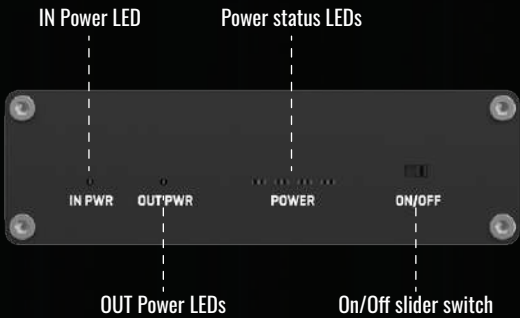 IN Power LED
Power status LEDs
IN PWR
OUT PWR
POWER
ON/OFF
OUT Power LEDs
On/Off slider switch